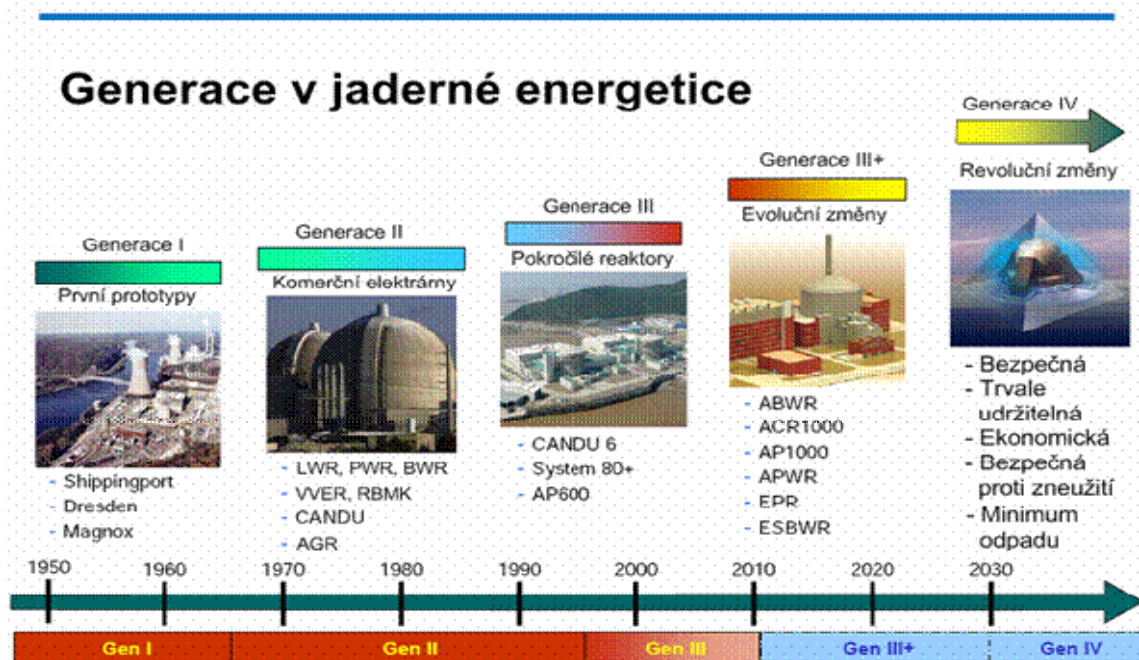 Generace v jaderné energetice
Generace I
První prototypy
- Shippingport
- Dresden
- Magnox
Generace II
Komerční elektrárny
- LWR, PWR, BWR
- VVER, RBMK
- CANDU
- AGR
Generace III
Pokročilé reaktory
- CANDU 6
- System 80+
- AP600
Generace III+
Evoluční změny
- ABWR
- ACR1000
- AP1000
- APWR
- EPR
- ESBWR
Generace IV
Revoluční změny
- Bezpečná
- Trvale
udržitelná
- Ekonomická
- Bezpečná
proti zneužití
- Minimum
odpadu
1950 1960 1970 1980 1990 2000 2010 2020 2030
Gen I Gen II Gen III Gen III+ Gen IV